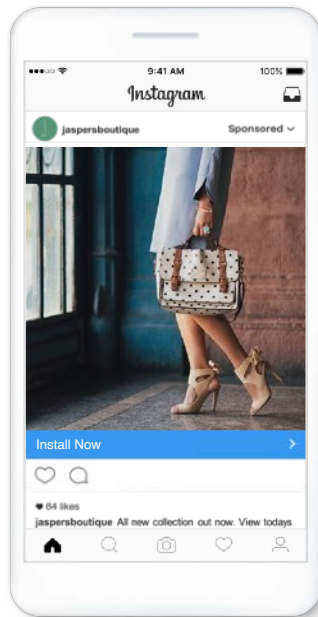 9:41 AM 100%
Instagram
J jaspersboutique Sponsored
Install Now
84 likes
jaspersboutique All new collection out now. View todays